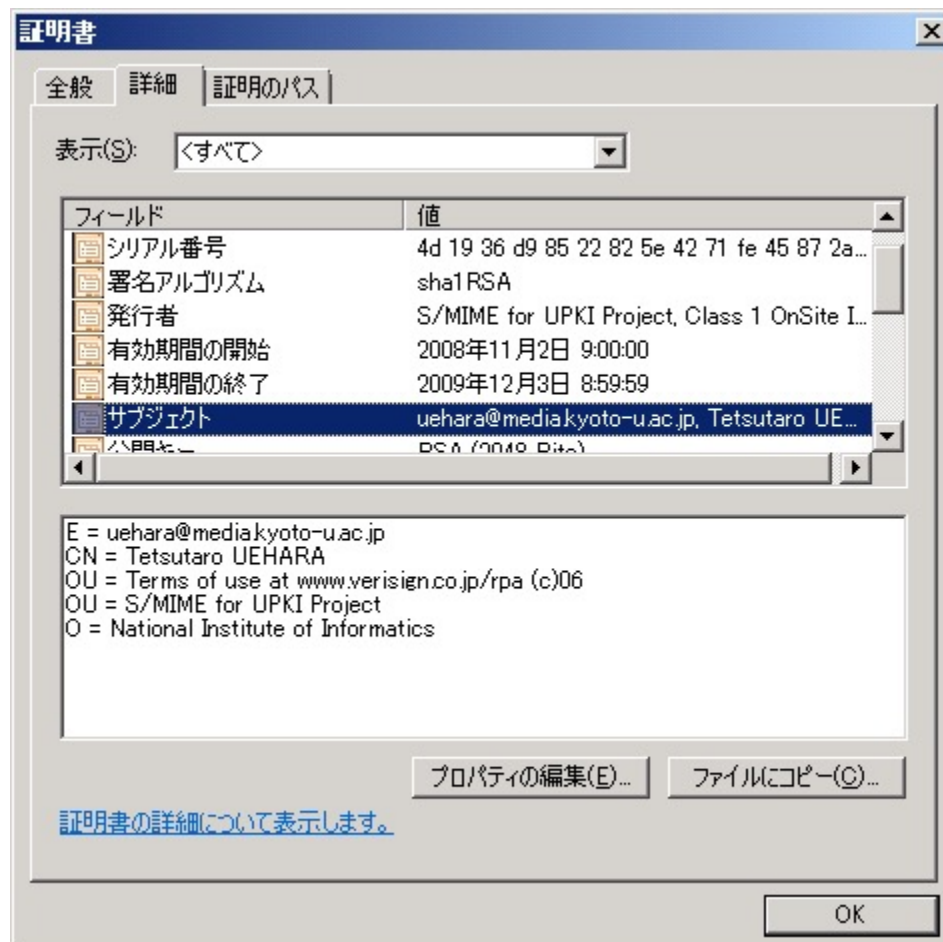 証明書
全般 詳細 証明のパス
表示(S): <すべて>
フィールド 値
シリアル番号 4d 19 36 d9 85 22 82 5e 42 71 fe 45 87 2a...
署名アルゴリズム sha1RSA
発行者 S/MIME for UPKI Project, Class 1 OnSite I...
有効期間の開始 2008年11月2日 9:00:00
有効期間の終了 2009年12月3日 8:59:59
サブジェクト uehara@media.kyoto-u.ac.jp, Tetsutaro UE...
公開キー RSA (2048 Bits)
E = uehara@media.kyoto-u.ac.jp
CN = Tetsutaro UEHARA
OU = Terms of use at www.verisign.co.jp/rpa (c)06
OU = S/MIME for UPKI Project
O = National Institute of Informatics
プロパティの編集(E)... ファイルにコピー(C)...
証明書の詳細について表示します。
OK